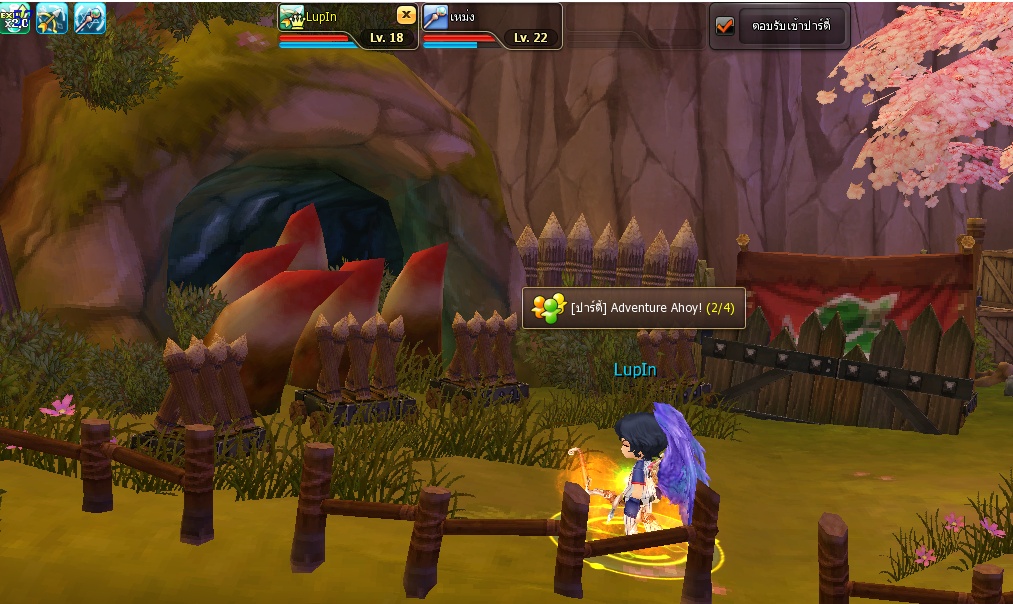 EXP
x2.0
LupIn
Lv. 18
เหม่ง
Lv. 22
ตอบรับเข้าปาร์ตี้
[ปาร์ตี้] Adventure Ahoy! (2/4)
LupIn